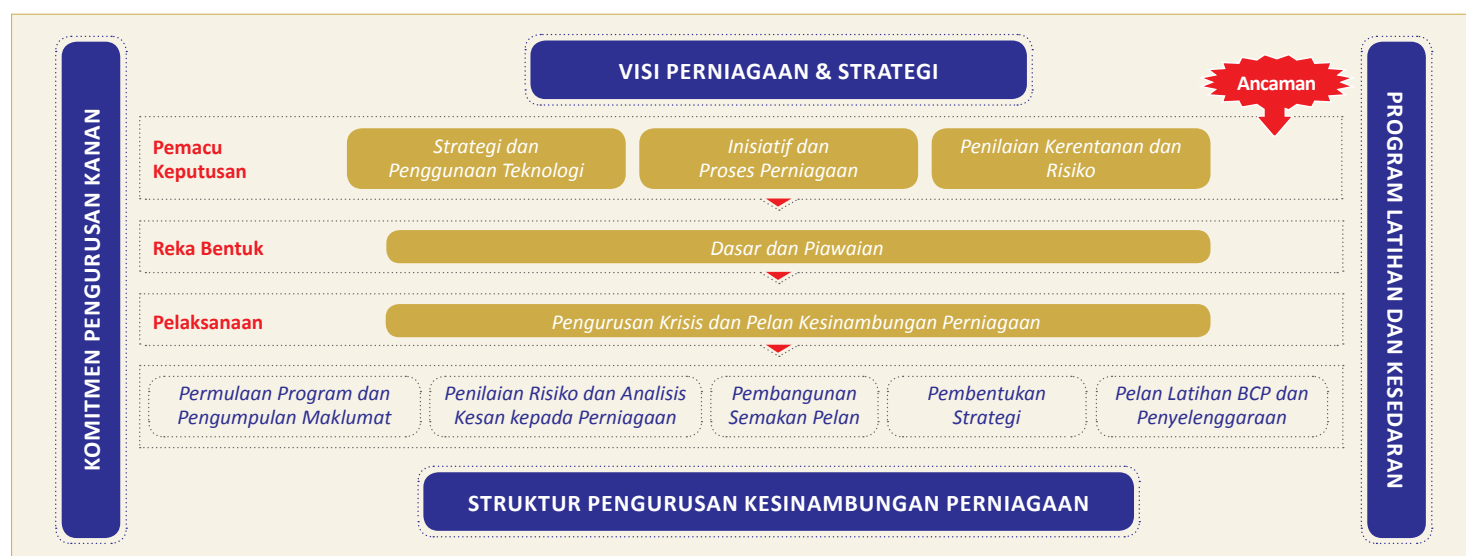 KOMITMEN PENGURUSAN KANAN
VISI PERNIAGAAN & STRATEGI
Ancaman
Pemacu
Keputusan
Strategi dan
Penggunaan Teknologi
Inisiatif dan
Proses Perniagaan
Penilaian Kerentanan dan
Risiko
Reka Bentuk
Dasar dan Piawaian
Pelaksanaan
Pengurusan Krisis dan Pelan Kesinambungan Perniagaan
Permulaan Program dan
Pengumpulan Maklumat
Penilaian Risiko dan Analisis
Kesan kepada Perniagaan
Pembangunan
Semakan Pelan
Pembentukan
Strategi
Pelan Latihan BCP dan
Penyelenggaraan
STRUKTUR PENGURUSAN KESINAMBUNGAN PERNIAGAAN
PROGRAM LATIHAN DAN KESEDARAN